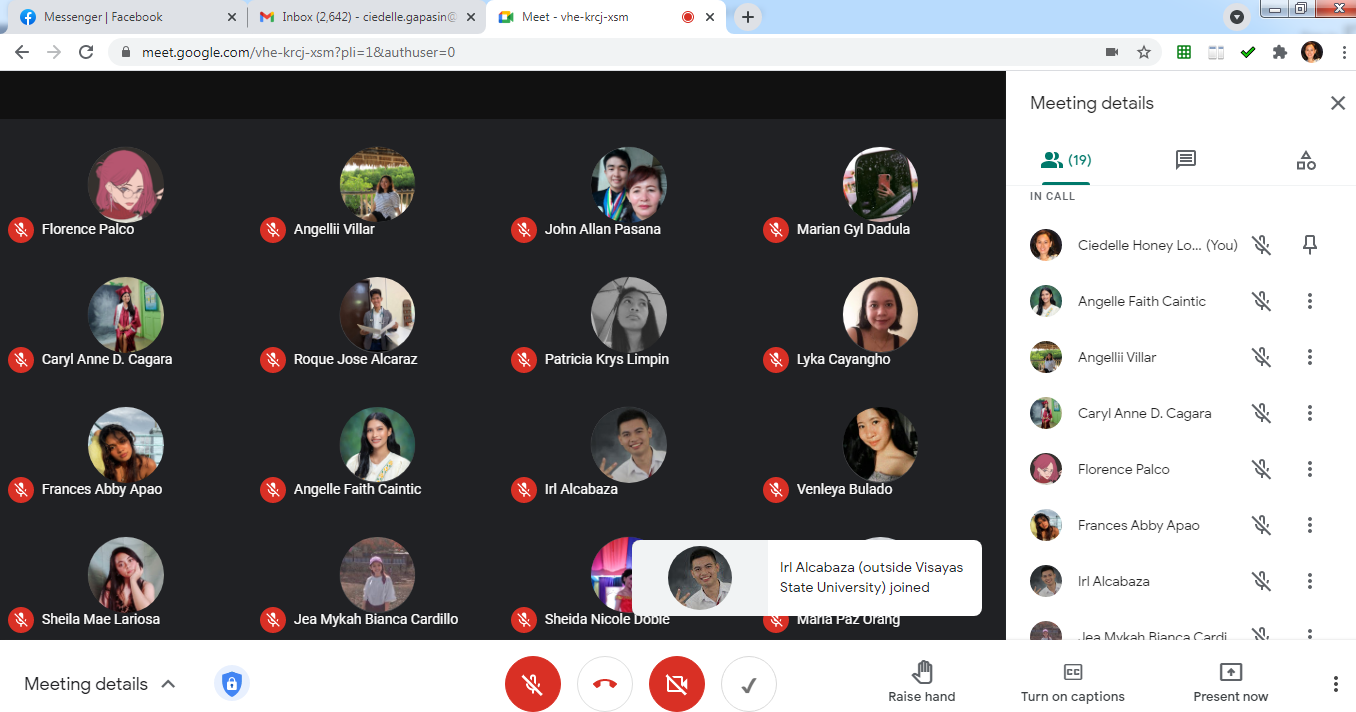 Messenger | Facebook
Inbox (2,642) - ciedelle.gapasin@
Meet - vhe-krcj-xsm
meet.google.com/vhe-krcj-xsm?pli=1&authuser=0
Florence Palco
Angellii Villar
John Allan Pasana
Marian Gyl Dadula
Caryl Anne D. Cagara
Roque Jose Alcaraz
Patricia Krys Limpin
Lyka Cayangho
Frances Abby Apao
Angelle Faith Caintic
Irl Alcabaza
Venleya Bulado
Sheila Mae Lariosa
Jea Mykah Bianca Cardillo
Sheida Nicole Doble
Maria Paz Orang
Irl Alcabaza (outside Visayas
State University) joined
Meeting details
(19)
IN CALL
Ciedelle Honey Lo... (You)
Angelle Faith Caintic
Angellii Villar
Caryl Anne D. Cagara
Florence Palco
Frances Abby Apao
Irl Alcabaza
Jea Mykah Bianca Cardi
Meeting details
Raise hand
CC
Turn on captions
Present now